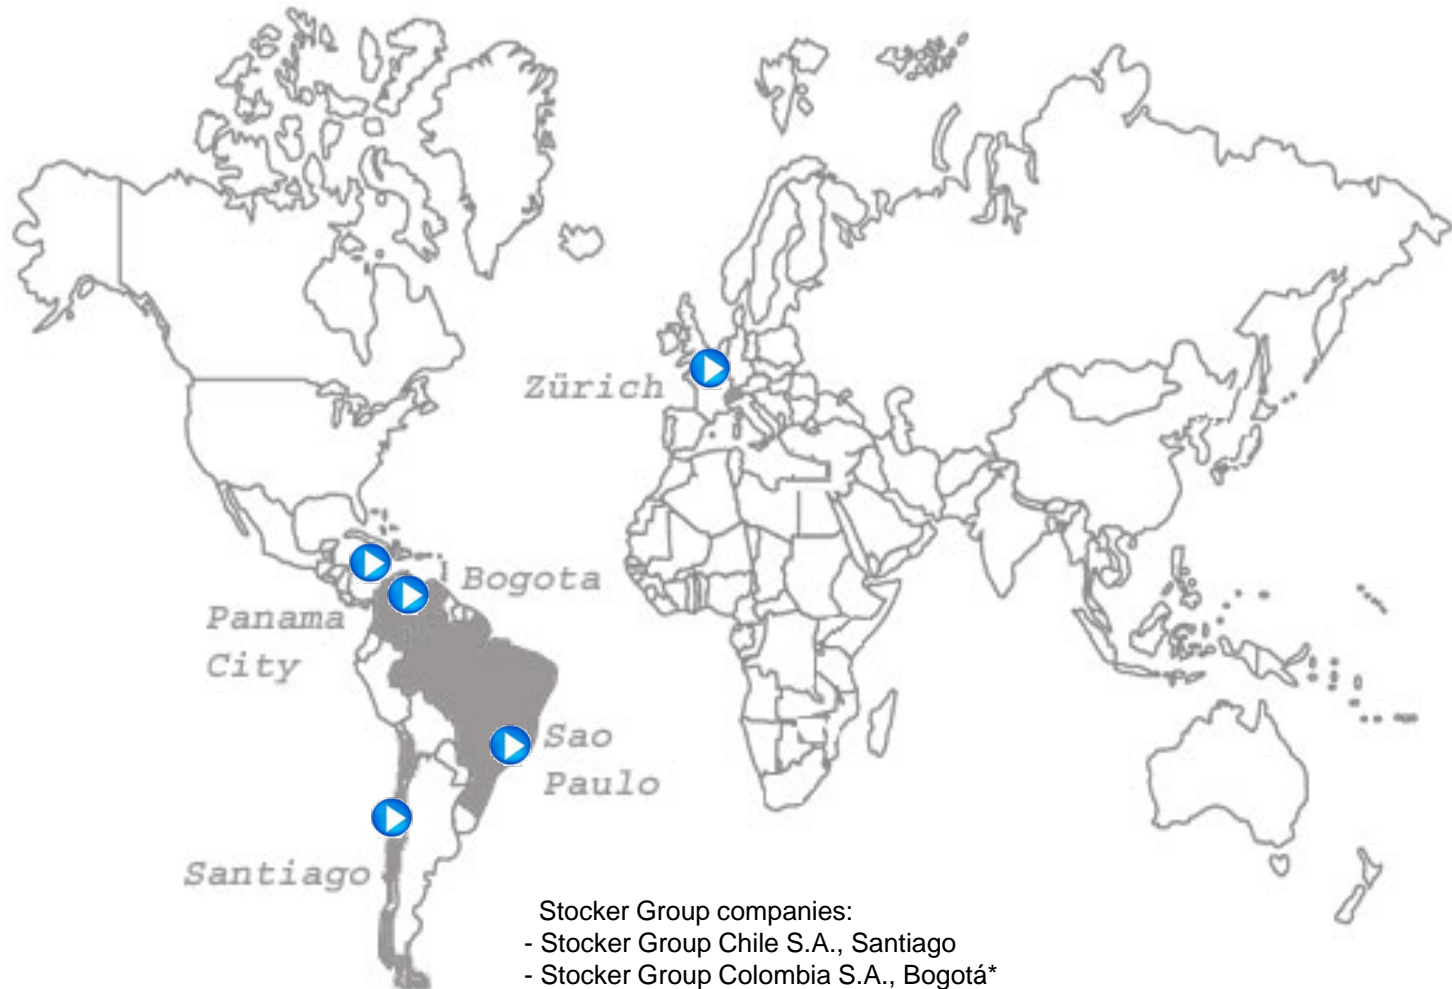 Zürich
Bogota
Panama
City
Sao
Paulo
Santiago
Stocker Group companies:
- Stocker Group Chile S.A., Santiago
- Stocker Group Colombia S.A., Bogotá*